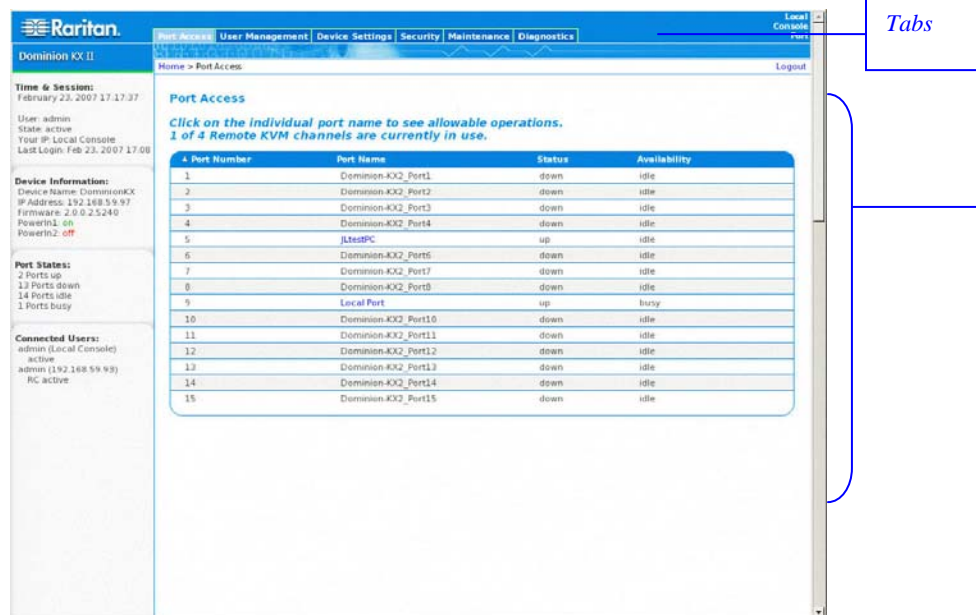 Raritan.
Dominion KX II
Local
Console
Port
Port Access User Management Device Settings Security Maintenance Diagnostics
Home > Port Access
Logout
Tabs
Time & Session:
February 23, 2007 17:17:37
User: admin
State: active
Your IP: Local Console
Last Login: Feb 23, 2007 17:08
Device Information:
Device Name: DominionKX
IP Address: 192.168.59.97
Firmware: 2.0.0.2.5240
PowerIn1: on
PowerIn2: off
Port States:
2 Ports up
13 Ports down
14 Ports idle
1 Ports busy
Connected Users:
admin (Local Console)
active
admin (192.168.59.93)
RC active
Port Access
Click on the individual port name to see allowable operations.
1 of 4 Remote KVM channels are currently in use.
▲ Port Number Port Name Status Availability
1 Dominion-KX2_Port1 down idle
2 Dominion-KX2_Port2 down idle
3 Dominion-KX2_Port3 down idle
4 Dominion-KX2_Port4 down idle
5 JLtestPC up idle
6 Dominion-KX2_Port6 down idle
7 Dominion-KX2_Port7 down idle
8 Dominion-KX2_Port8 down idle
9 Local Port up busy
10 Dominion-KX2_Port10 down idle
11 Dominion-KX2_Port11 down idle
12 Dominion-KX2_Port12 down idle
13 Dominion-KX2_Port13 down idle
14 Dominion-KX2_Port14 down idle
15 Dominion-KX2_Port15 down idle